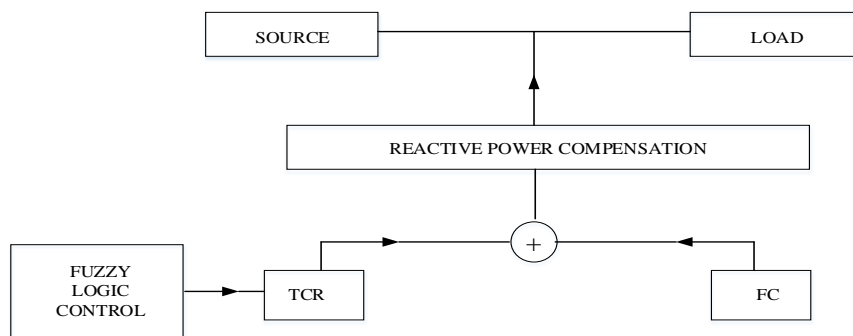 SOURCE
LOAD
REACTIVE POWER COMPENSATION
+
FUZZY
LOGIC
CONTROL
TCR
FC